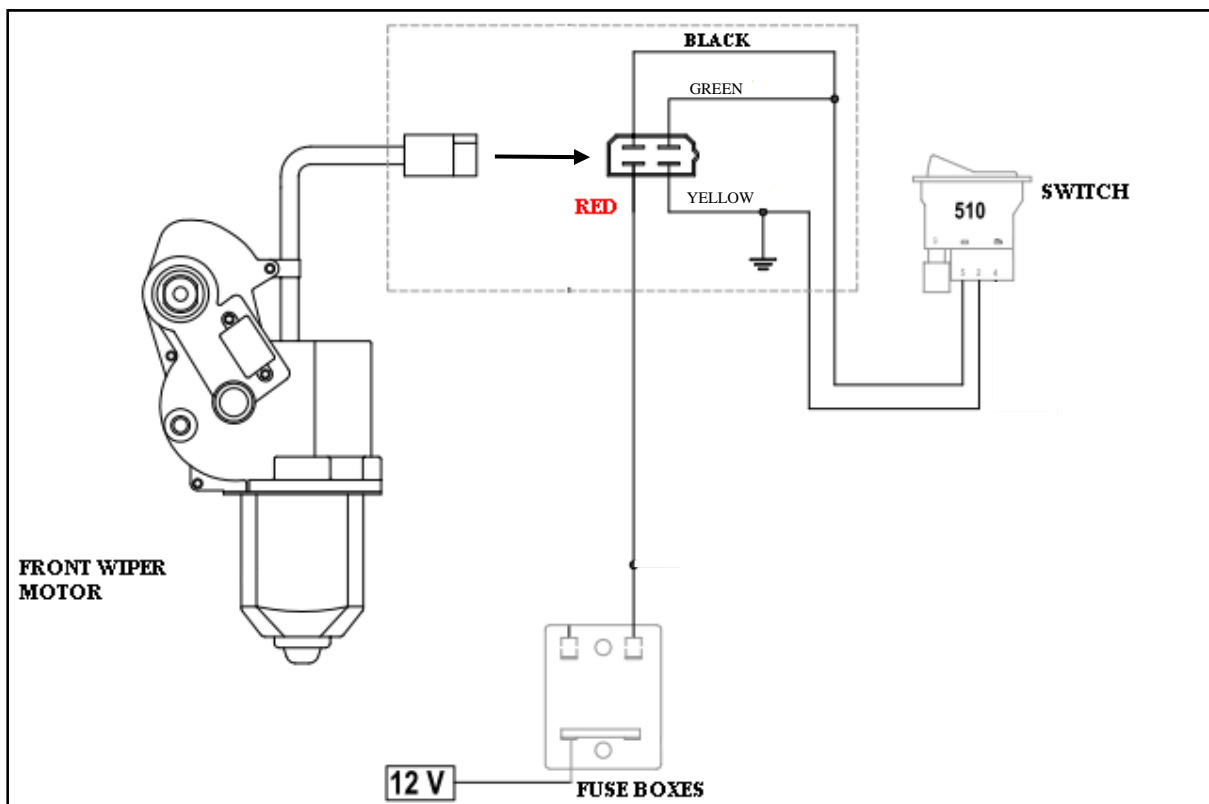 BLACK
GREEN
RED
YELLOW
SWITCH
510
FRONT WIPER
MOTOR
12 V
FUSE BOXES